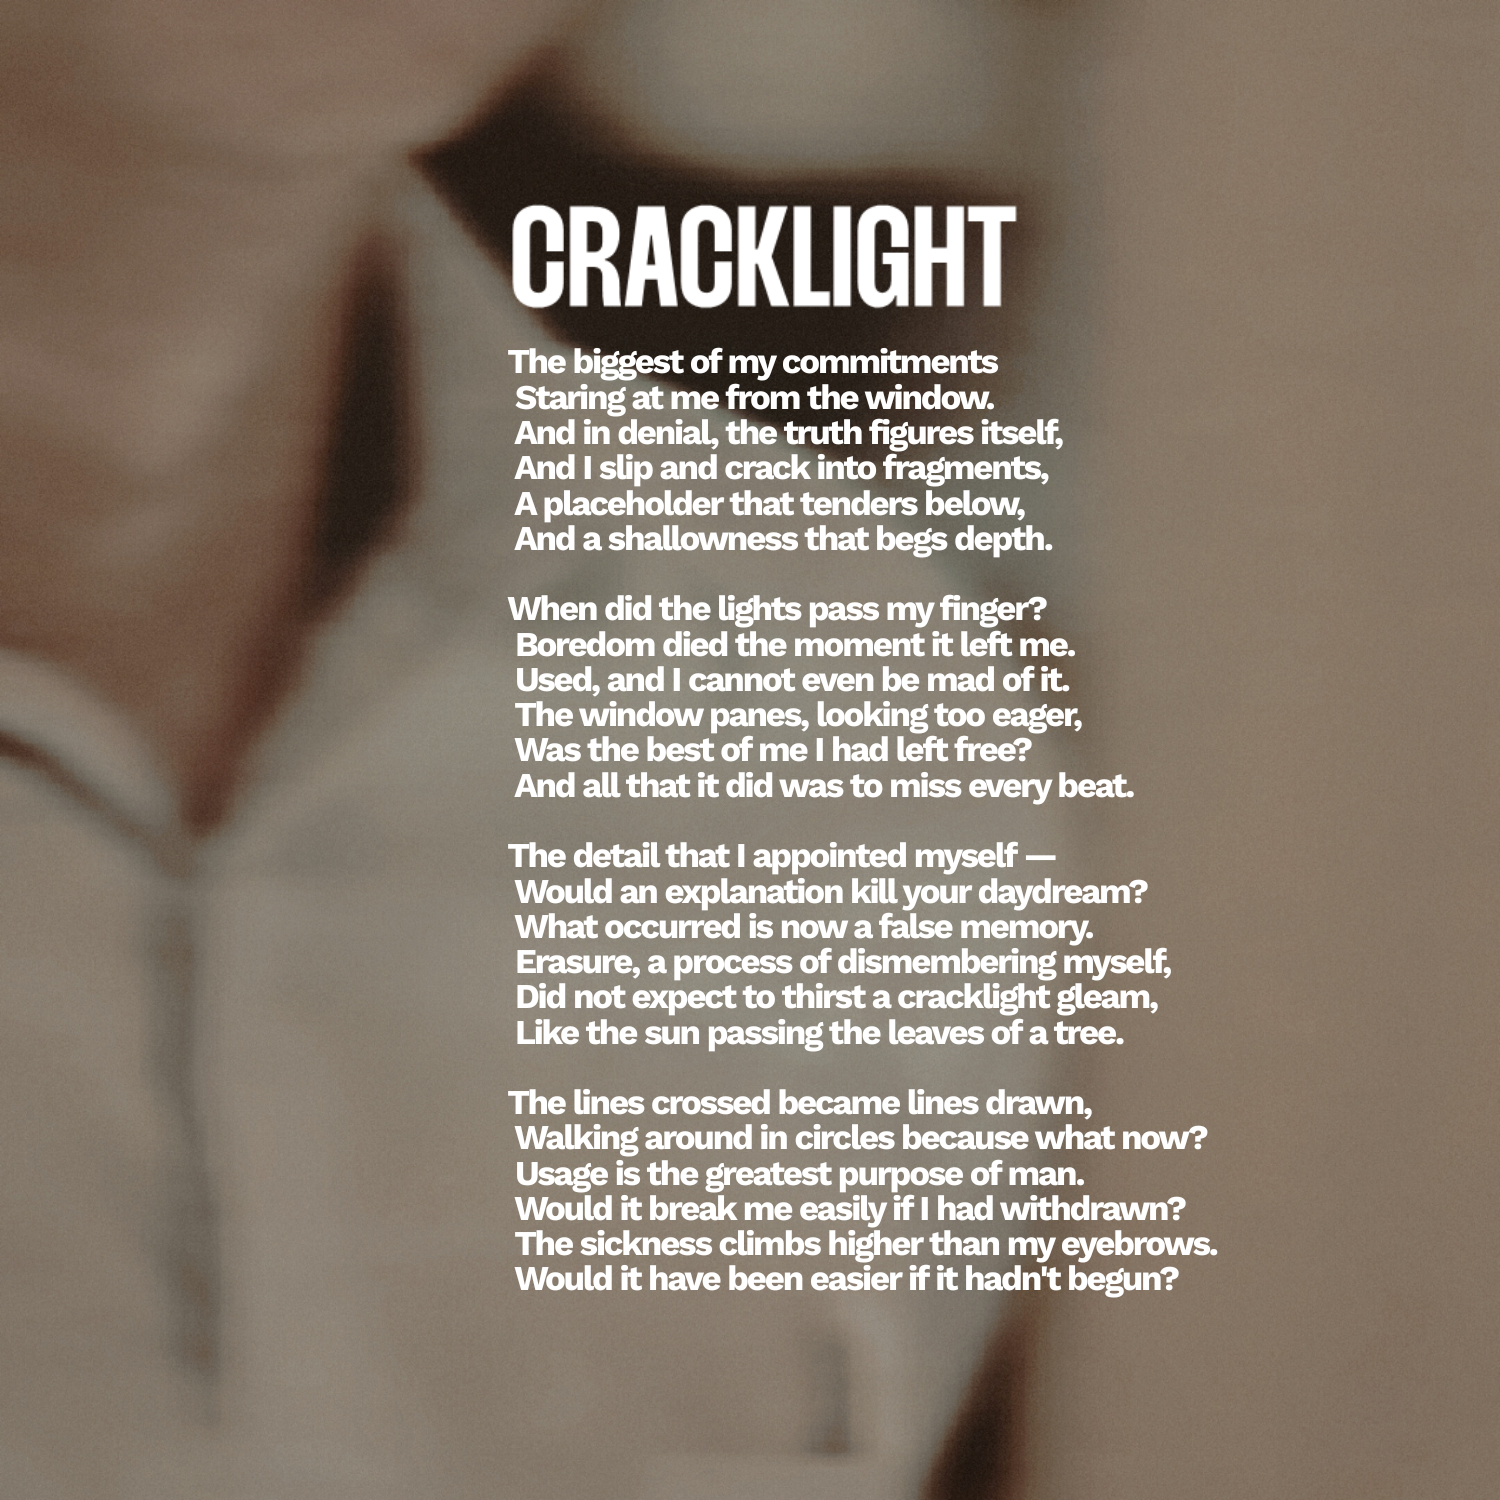 CRACKLIGHT
The biggest of my commitments
Staring at me from the window.
And in denial, the truth figures itself,
And I slip and crack into fragments,
A placeholder that tenders below,
And a shallowness that begs depth.
When did the lights pass my finger?
Boredom died the moment it left me.
Used, and I cannot even be mad of it.
The window panes, looking too eager,
Was the best of me I had left free?
And all that it did was to miss every beat.
The detail that I appointed myself —
Would an explanation kill your daydream?
What occurred is now a false memory.
Erasure, a process of dismembering myself,
Did not expect to thirst a cracklight gleam,
Like the sun passing the leaves of a tree.
The lines crossed became lines drawn,
Walking around in circles because what now?
Usage is the greatest purpose of man.
Would it break me easily if I had withdrawn?
The sickness climbs higher than my eyebrows.
Would it have been easier if it hadn't begun?